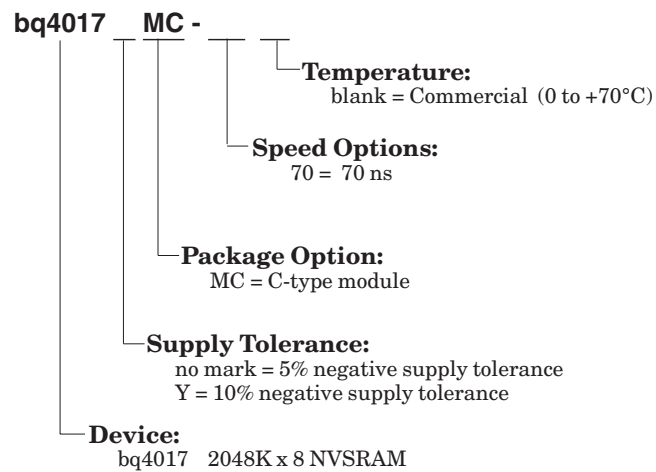 bq4017 MC -
Temperature:
blank = Commercial (0 to +70°C)
Speed Options:
70 = 70 ns
Package Option:
MC = C-type module
Supply Tolerance:
no mark = 5% negative supply tolerance
Y = 10% negative supply tolerance
Device:
bq4017 2048K x 8 NVSRAM